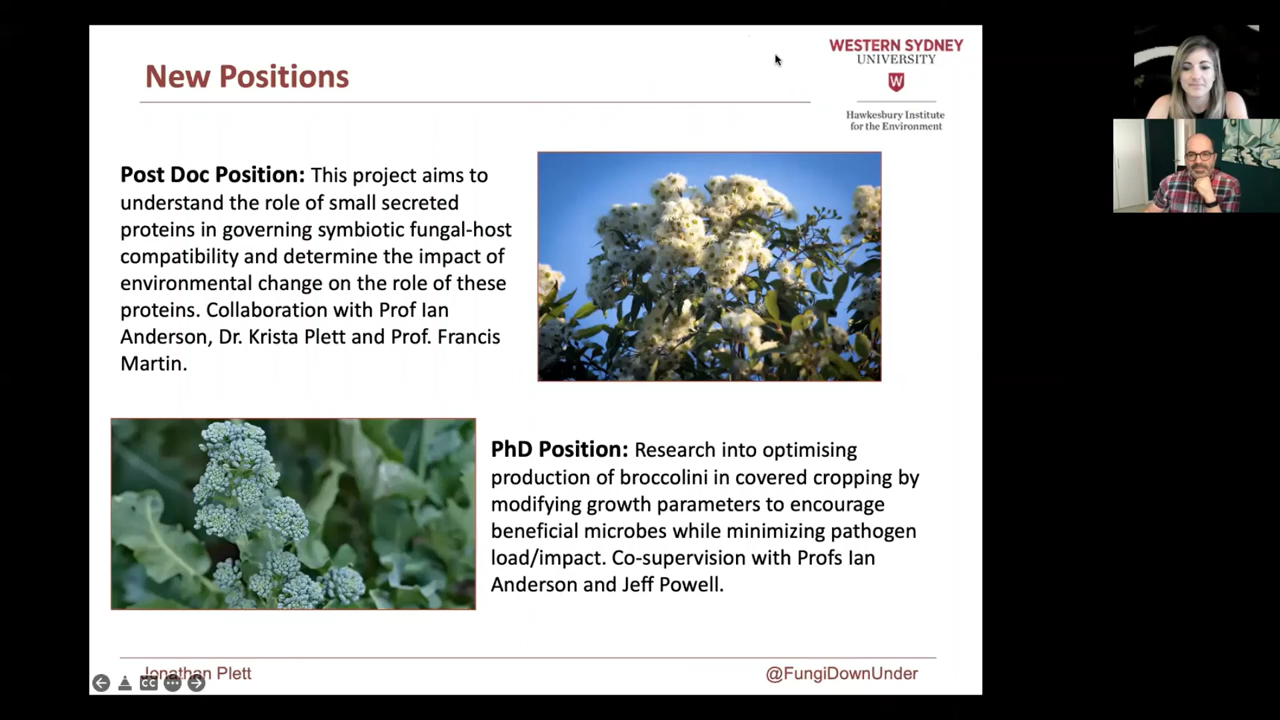 New Positions
WESTERN SYDNEY
UNIVERSITY
W
Hawkesbury Institute
for the Environment
Post Doc Position: This project aims to
understand the role of small secreted
proteins in governing symbiotic fungal-host
compatibility and determine the impact of
environmental change on the role of these
proteins. Collaboration with Prof Ian
Anderson, Dr. Krista Plett and Prof. Francis
Martin.
PhD Position: Research into optimising
production of broccolini in covered cropping by
modifying growth parameters to encourage
beneficial microbes while minimizing pathogen
load/impact. Co-supervision with Profs Ian
Anderson and Jeff Powell.
Jonathan Plett
@FungiDownUnder
CC